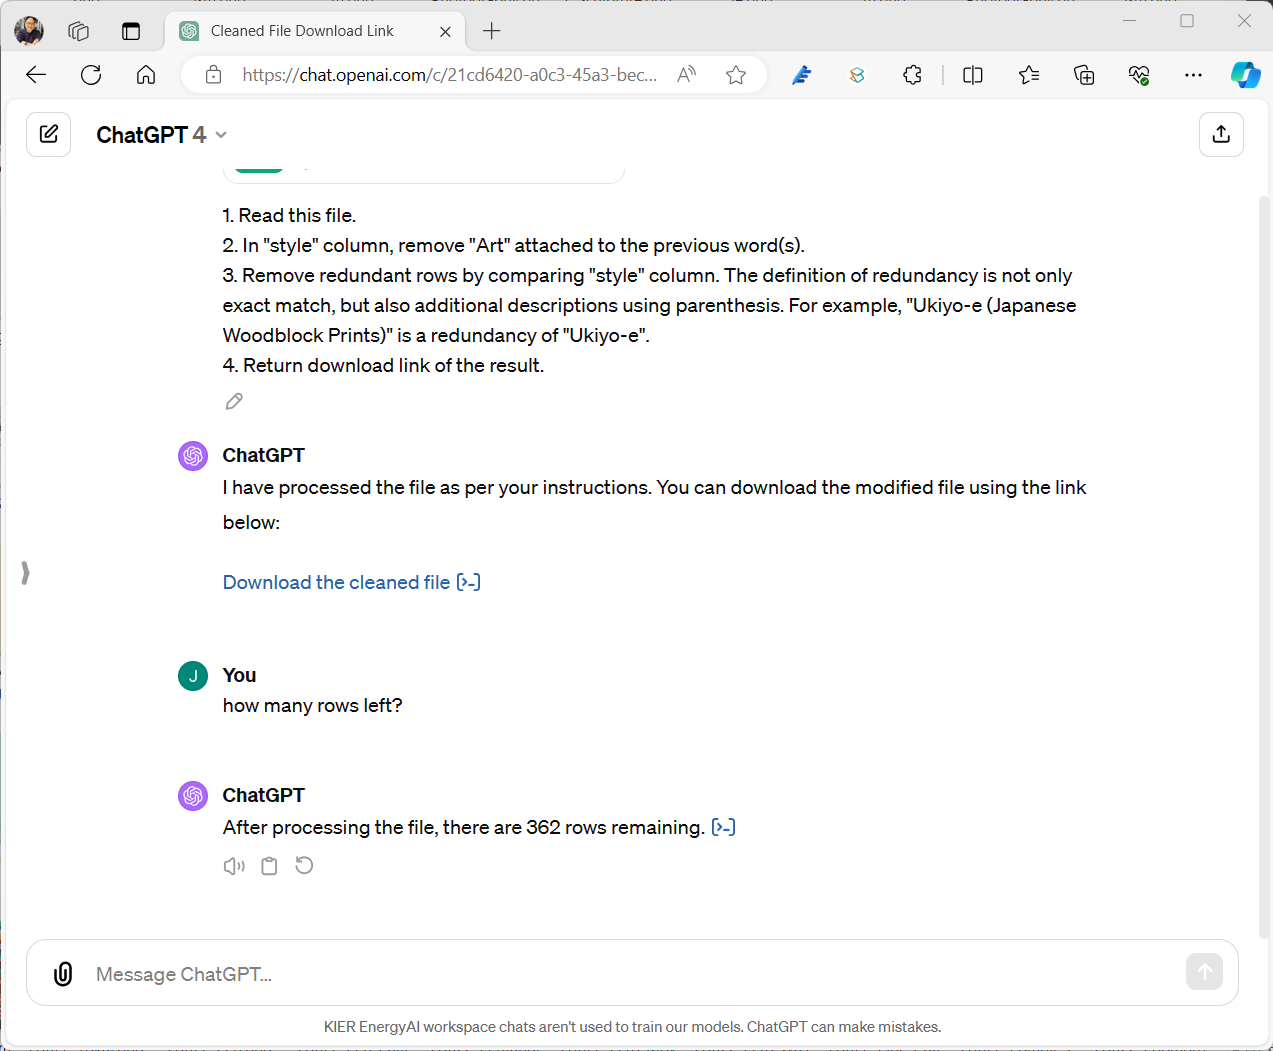 Cleaned File Download Link
https://chat.openai.com/c/21cd6420-a0c3-45a3-bec...
ChatGPT 4
1. Read this file.
2. In "style" column, remove "Art" attached to the previous word(s).
3. Remove redundant rows by comparing "style" column. The definition of redundancy is not only
exact match, but also additional descriptions using parenthesis. For example, "Ukiyo-e (Japanese
Woodblock Prints)" is a redundancy of "Ukiyo-e".
4. Return download link of the result.
ChatGPT
I have processed the file as per your instructions. You can download the modified file using the link
below:
Download the cleaned file [>-]
J
You
how many rows left?
ChatGPT
After processing the file, there are 362 rows remaining. [>-]
Message ChatGPT...
KIER EnergyAI workspace chats aren't used to train our models. ChatGPT can make mistakes.